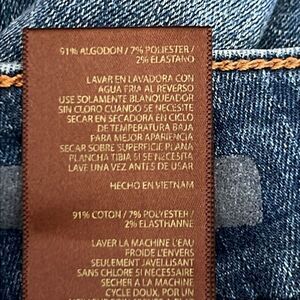 91% ALGODON / 7% POLIESTER /
2% ELASTANO
LAVAR EN LAVADORA CON
AGUA FRIA AL REVERSO
USE SOLAMENTE BLANQUEADOR
SIN CLORO CUANDO SE NECESITE
SECAR EN SECADORA EN CICLO
DE TEMPERATURA BAJA
PARA MEJOR APARIENCIA
SECAR SOBRE SUPERFICIE PLANA
PLANCHA TIBIA SI SE NECESITA
LAVE UNA VEZ ANTES DE USAR
HECHO EN VIETNAM
91% COTON / 7% POLYESTER /
2% ELASTHANNE
LAVER LA MACHINE L'EAU
FROIDE L'ENVERS
SEULEMENT JAVELLISANT
SANS CHLORE SI NECESSAIRE
SECHER A LA MACHINE
CYCLE DOUX, PAR